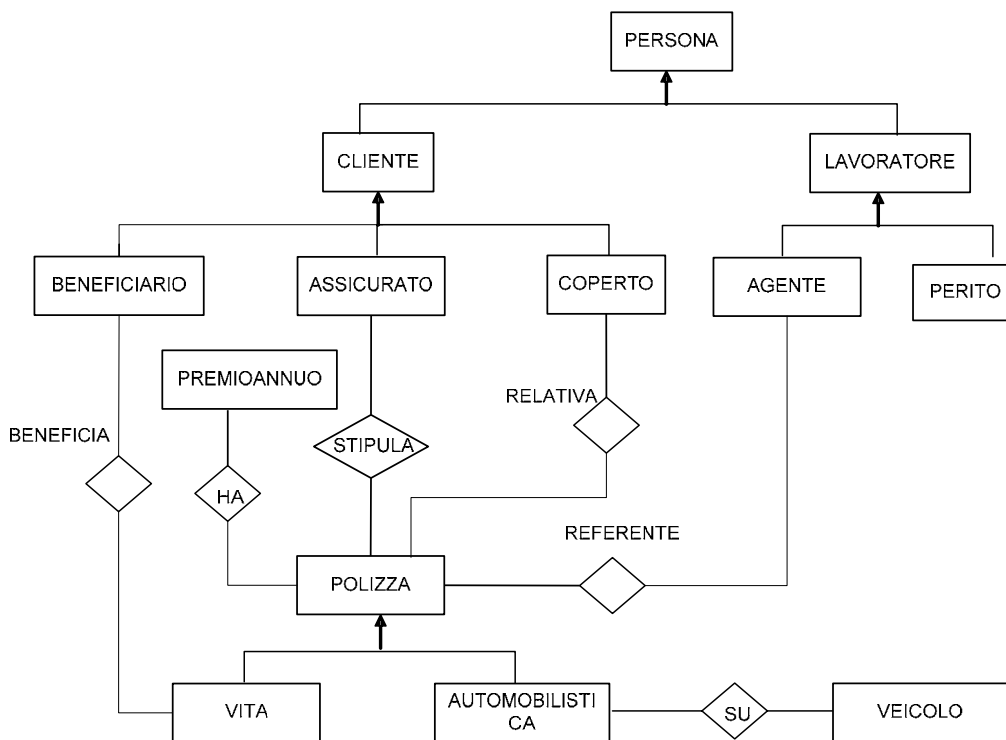 PERSONA
CLIENTE
LAVORATORE
BENEFICIARIO
ASSICURATO
COPERTO
AGENTE
PERITO
PREMIOANNUO
RELATIVA
BENEFICIA
STIPULA
HA
REFERENTE
POLIZZA
VITA
AUTOMOBILISTI
CA
SU
VEICOLO